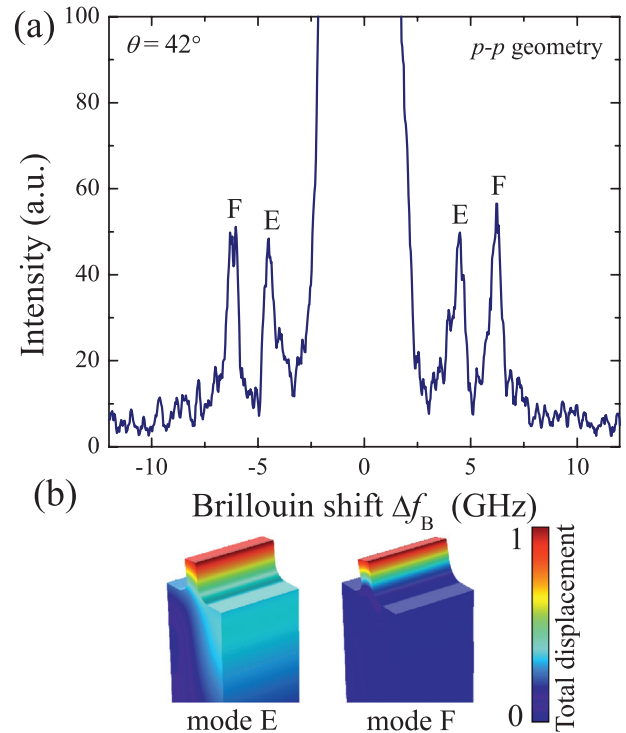 (a)
θ = 42°
p-p geometry
F
E
E
F
Intensity (a.u.)
100
80
60
40
20
0
-10
-5
0
5
10
Brillouin shift Δf_B (GHz)
(b)
mode E
mode F
1
0
Total displacement